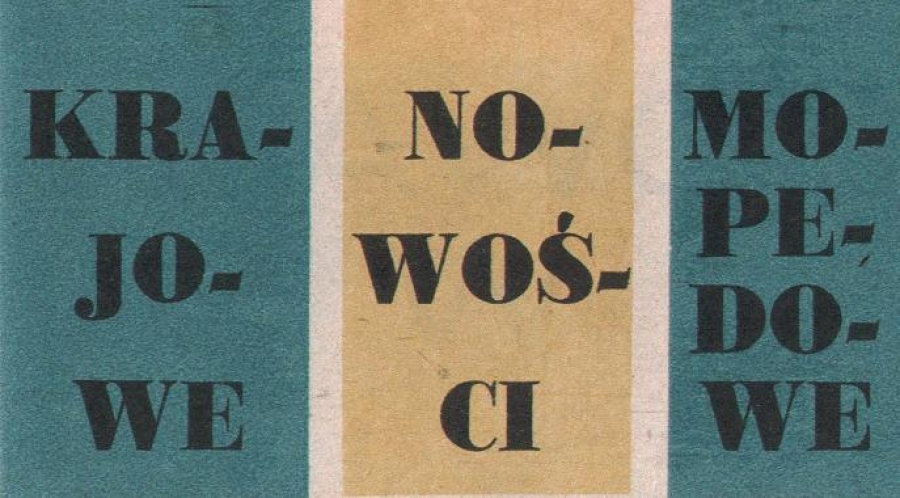 KRA-
JO-
WE
NO-
WOŚ-
CI
MO-
PE-
DO-
WE